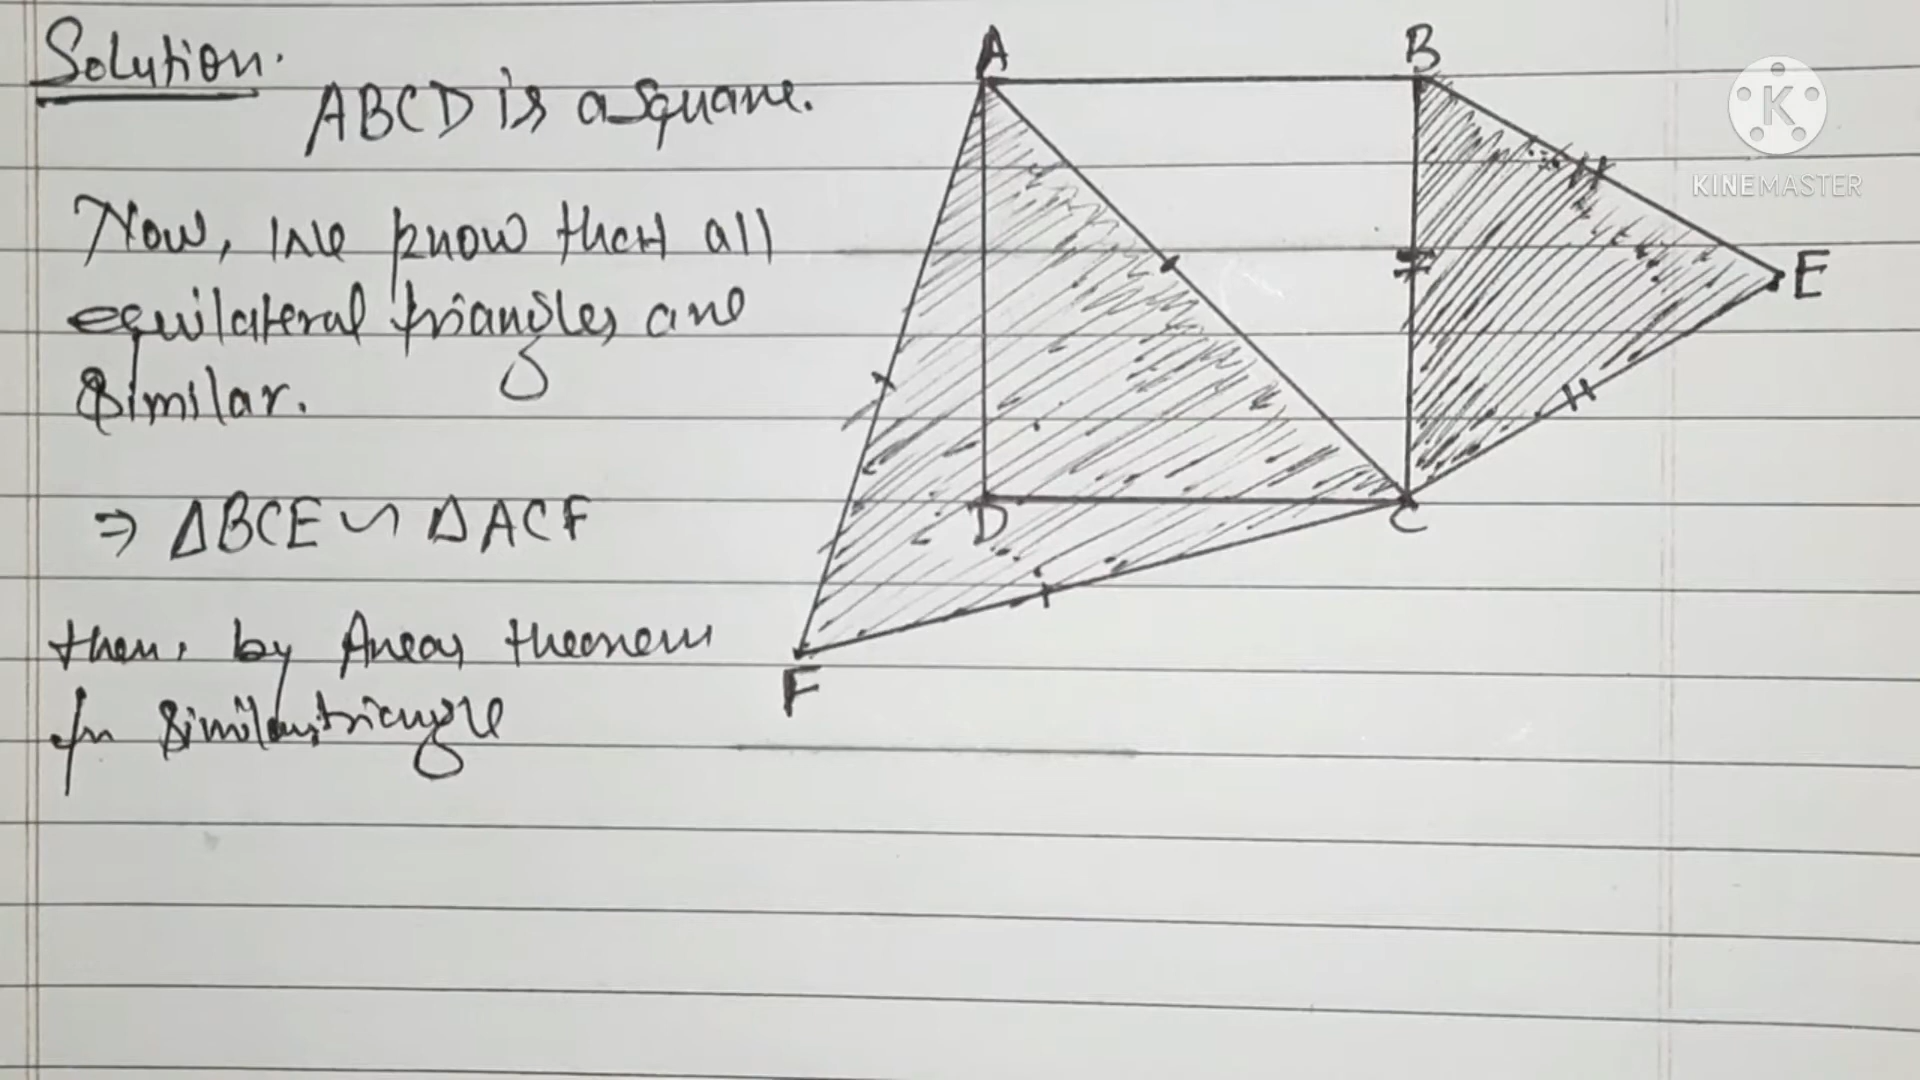 Solution.
ABCD is a square.
Now, we know that all
equilateral triangles are
Similar.
⇒ ΔBCE ∽ ΔACF
then, by Area theorem
for Similar triangle
A
B
E
D
C
F
K
KINEMASTER